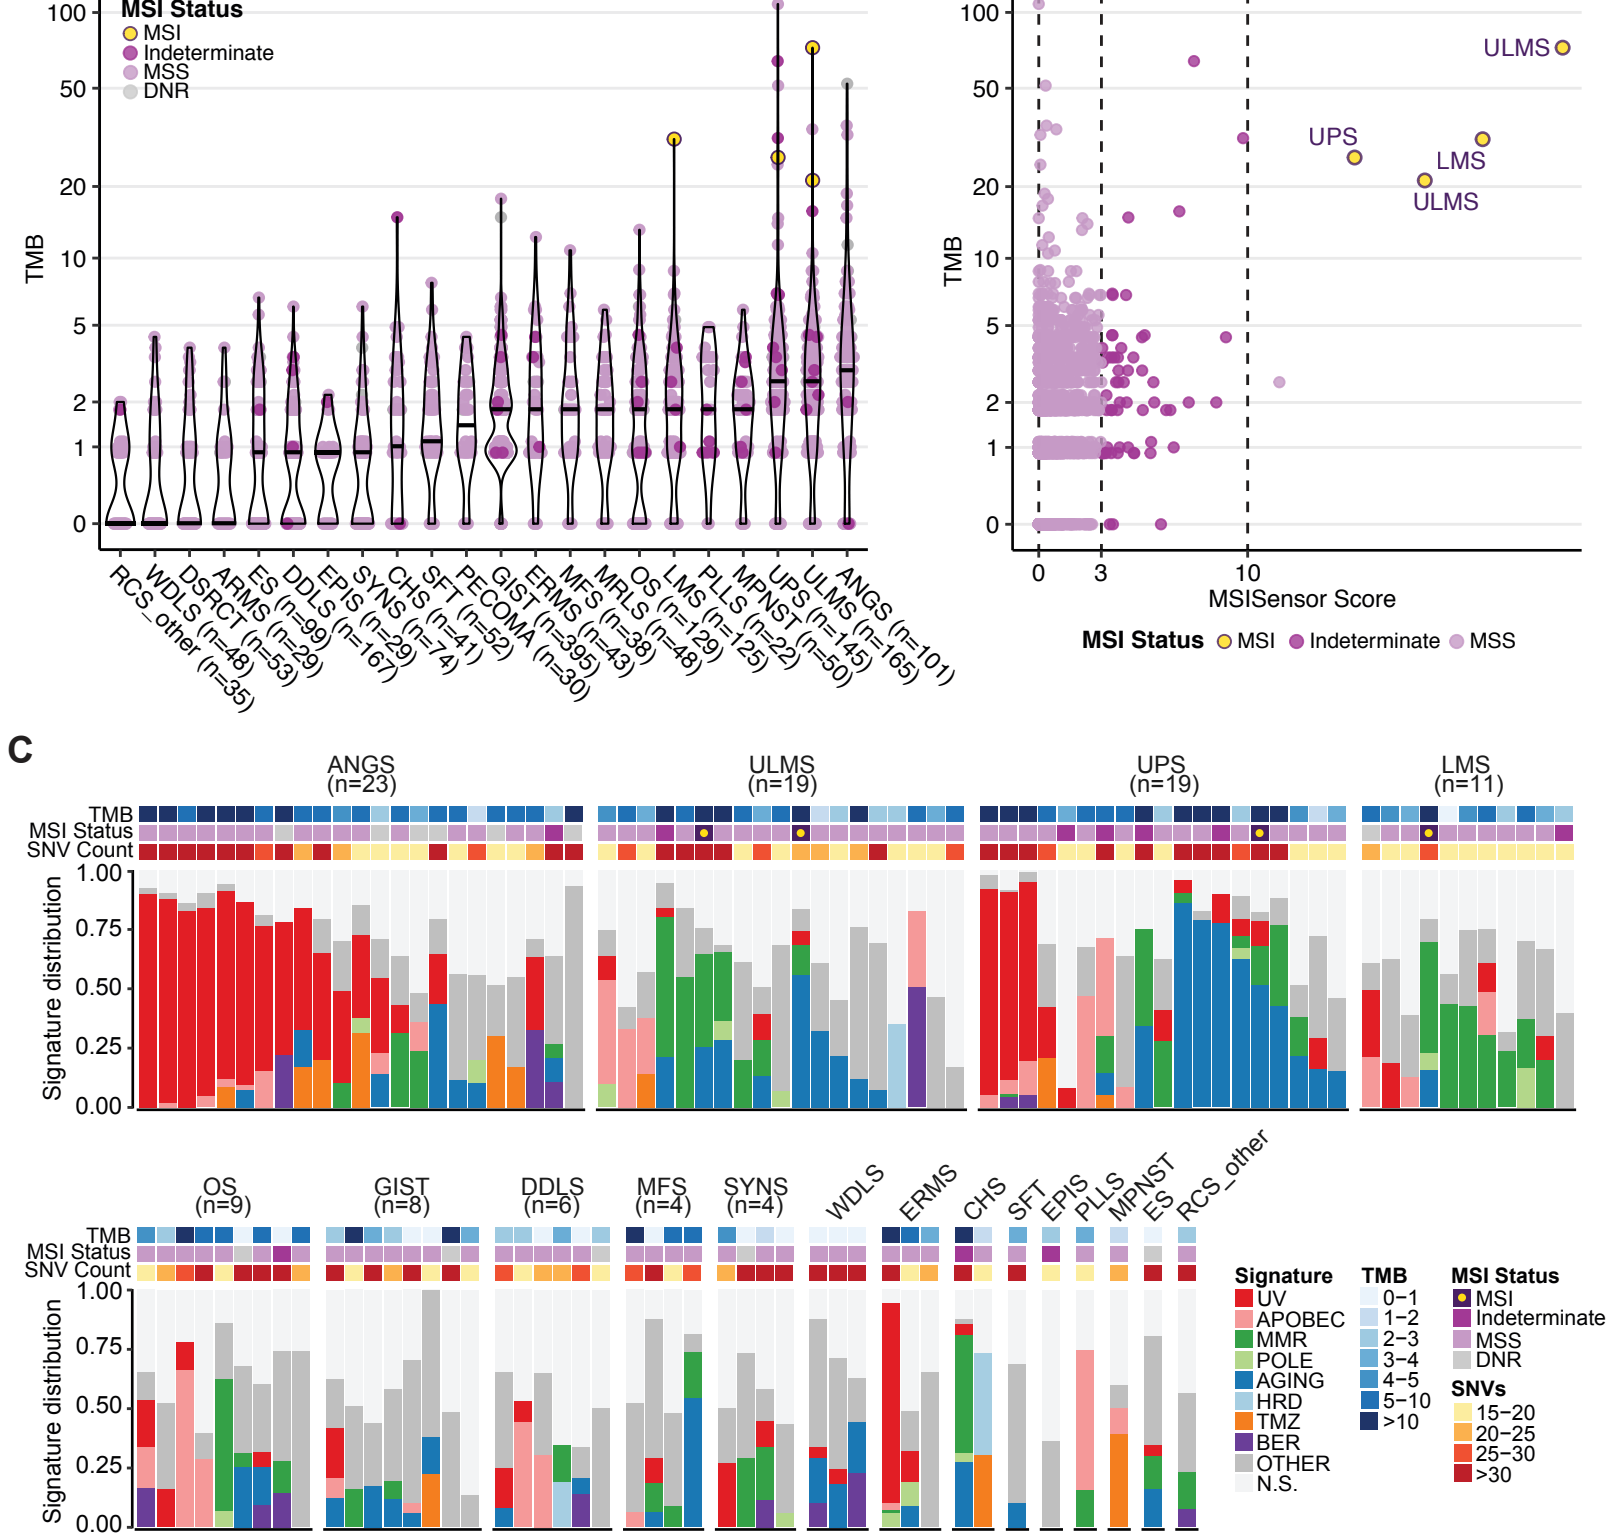 MSI Status
MSI
Indeterminate
MSS
DNR
100
50
20
10
5
2
1
0
TMB
RCS_other (n=35)
WDLS (n=48)
DSRCT (n=53)
ARMS (n=29)
ES (n=99)
DDLS (n=167)
EPIS (n=29)
SYNS (n=74)
CHS (n=41)
SFT (n=52)
PECOMA (n=30)
GIST (n=395)
ERMS (n=43)
MFS (n=38)
MRLS (n=48)
OS (n=129)
LMS (n=125)
PLLS (n=22)
MPNST (n=50)
UPS (n=145)
ULMS (n=165)
ANGS (n=101)
100
50
20
10
5
2
1
0
TMB
ULMS
UPS
LMS
ULMS
0 3 10
MSISensor Score
MSI Status MSI Indeterminate MSS
C
ANGS
(n=23)
ULMS
(n=19)
UPS
(n=19)
LMS
(n=11)
TMB
MSI Status
SNV Count
1.00
0.75
0.50
0.25
0.00
Signature distribution
OS
(n=9)
GIST
(n=8)
DDLS
(n=6)
MFS
(n=4)
SYNS
(n=4)
WDLS
ERMS
CHS
SFT
EPIS
PLLS
MPNST
ES
RCS_other
TMB
MSI Status
SNV Count
1.00
0.75
0.50
0.25
0.00
Signature distribution
Signature
UV
APOBEC
MMR
POLE
AGING
HRD
TMZ
BER
OTHER
N.S.
TMB
0−1
1−2
2−3
3−4
4−5
5−10
>10
MSI Status
MSI
Indeterminate
MSS
DNR
SNVs
15−20
20−25
25−30
>30